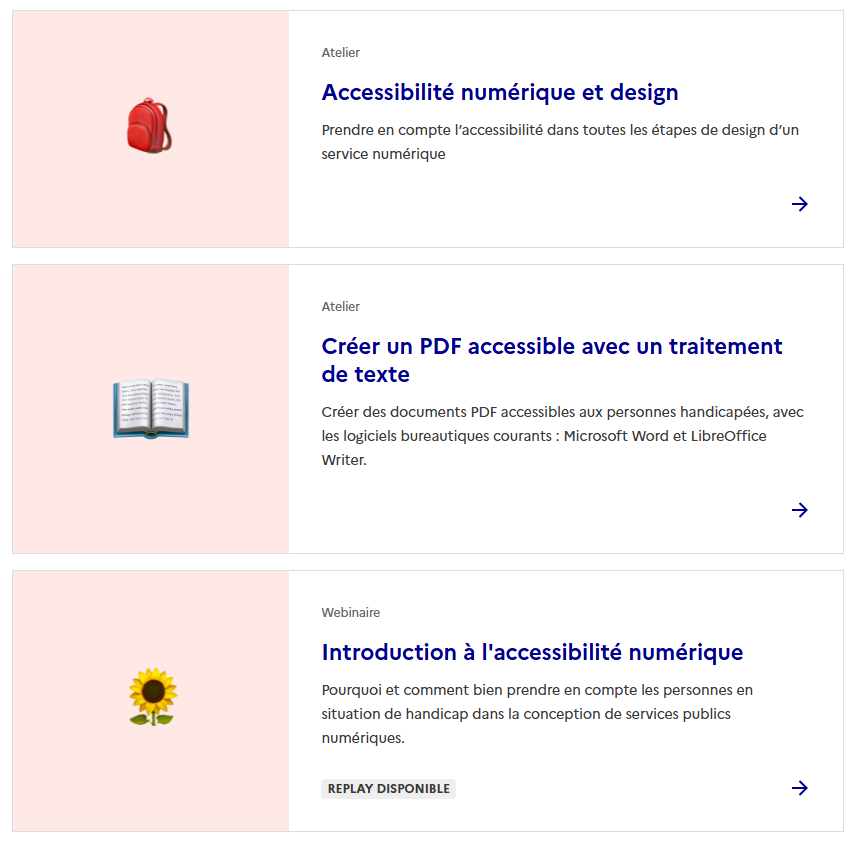 Atelier
Accessibilité numérique et design
Prendre en compte l’accessibilité dans toutes les étapes de design d’un
service numérique
Atelier
Créer un PDF accessible avec un traitement
de texte
Créer des documents PDF accessibles aux personnes handicapées, avec
les logiciels bureautiques courants : Microsoft Word et LibreOffice
Writer.
Webinaire
Introduction à l'accessibilité numérique
Pourquoi et comment bien prendre en compte les personnes en
situation de handicap dans la conception de services publics
numériques.
REPLAY DISPONIBLE